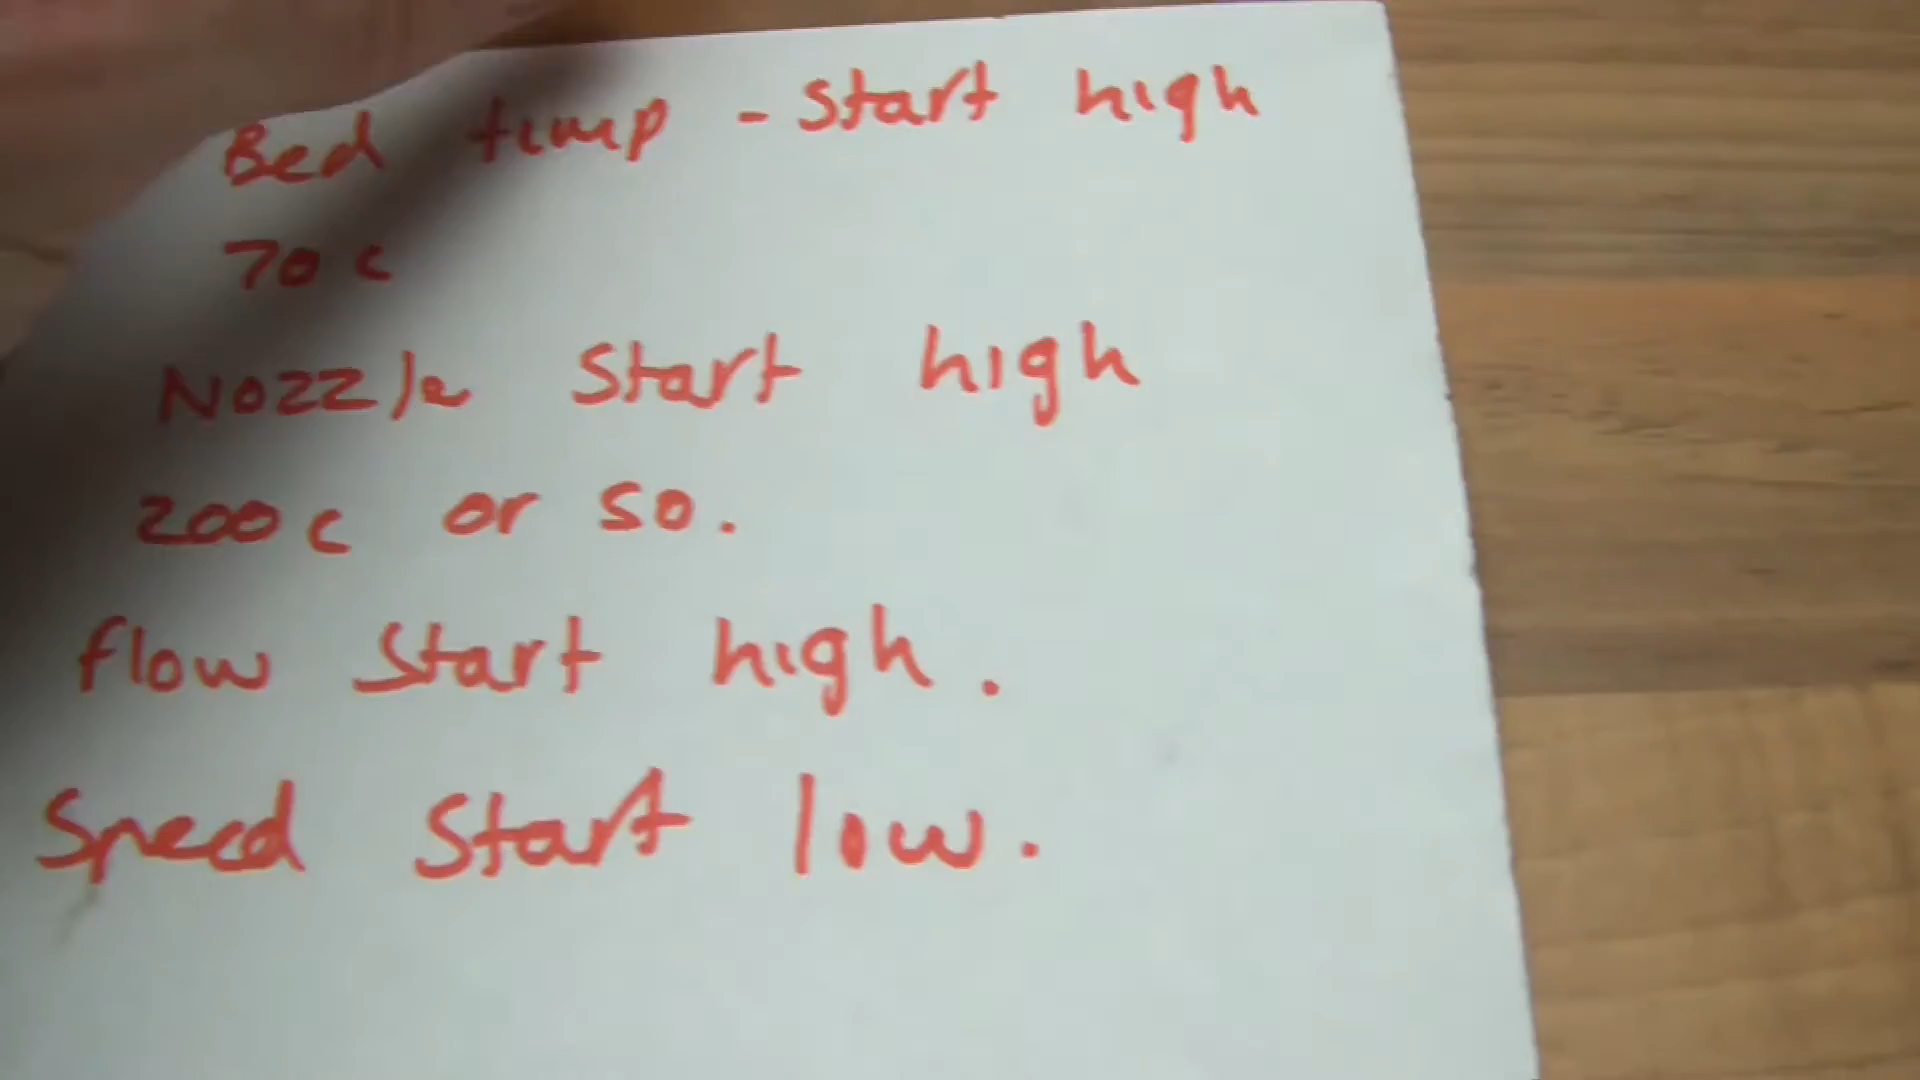 Bed temp - Start high
70c
Nozzle Start high
200c or so.
flow Start high.
Speed Start low.